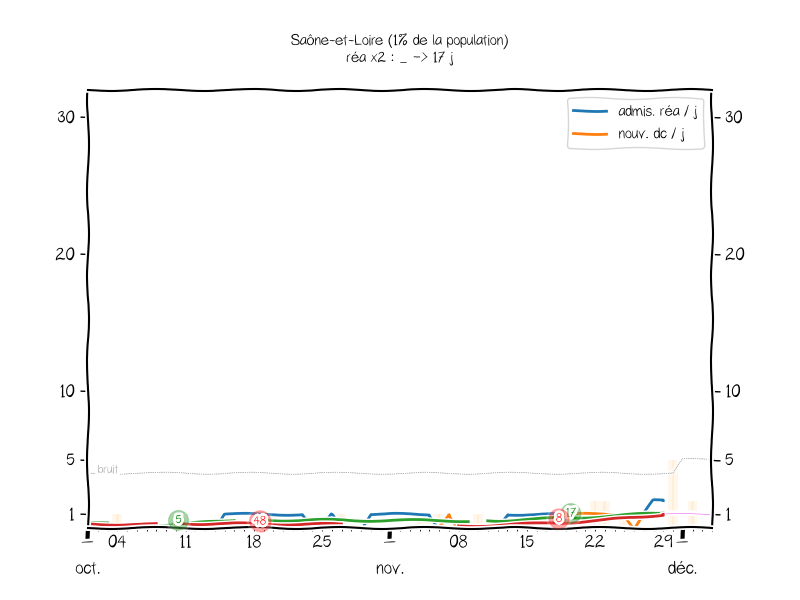 Saône-et-Loire (1% de la population)
réa x2 : _ -> 17 j
admis. réa / j
nouv. dc / j
30
30
20
20
10
10
5
5
bruit
1
1
5
48
8
17
04
11
18
25
08
15
22
29
oct.
nov.
déc.